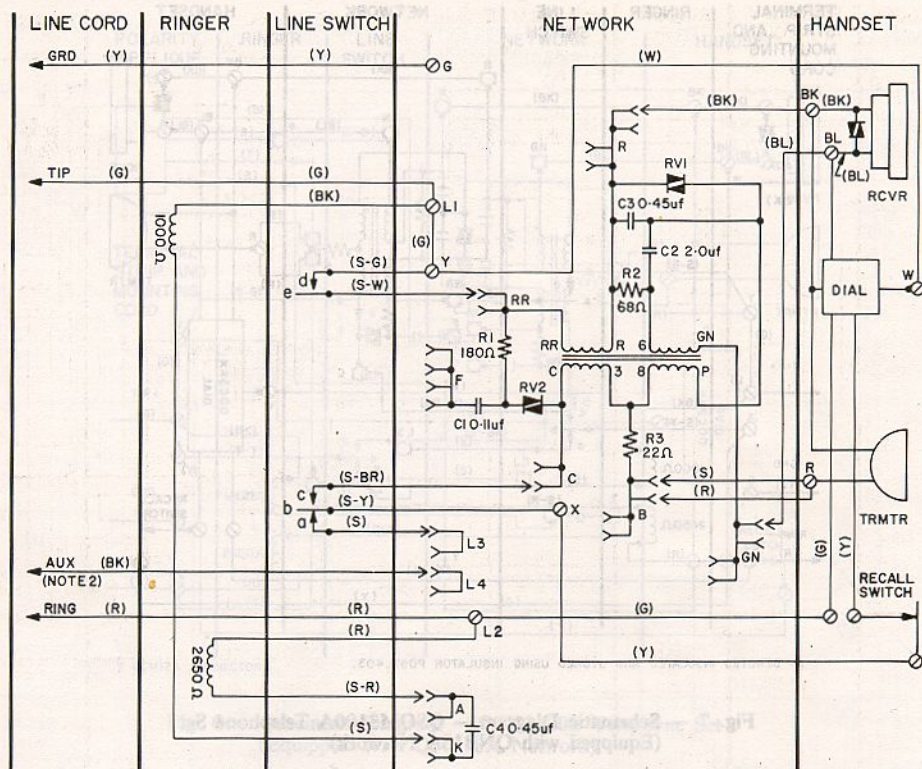 LINE CORD RINGER LINE SWITCH NETWORK HANDSET
GRD (Y) (Y) G (W)
BK
(BK) (BK)
R
(BL) BL
RV1 (BL)
TIP (G) (G) RCVR
(BK) L1 C3 0·45uf
1000Ω
(G) C2 2·0uf
(S-G) Y W
d
e (S-W) R2 DIAL
RR 68Ω
R1
180Ω RR R 6 GN
C 3 8 P
F
RV2
C1 0·11uf
R3
22Ω
(S-BR) C (S) R
c
b (S-Y) X (R)
a (S) B TRMTR
L3
GN (G) (Y)
AUX (BK) L4 RECALL
(NOTE 2) SWITCH
RING (R) (R) (G)
(R) L2
(Y)
2650Ω
(S-R) A
C4 0·45uf
(S) K